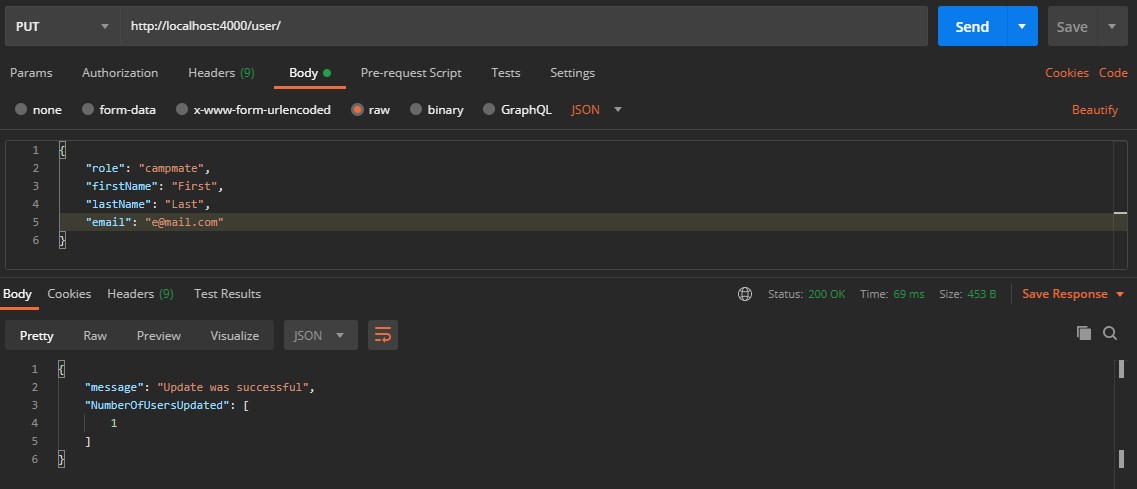 PUT http://localhost:4000/user/ Send Save
Params Authorization Headers (9) Body Pre-request Script Tests Settings Cookies Code
none form-data x-www-form-urlencoded raw binary GraphQL JSON Beautify
1 {
2 "role": "campmate",
3 "firstName": "First",
4 "lastName": "Last",
5 "email": "e@mail.com"
6 }
Body Cookies Headers (9) Test Results Status: 200 OK Time: 69 ms Size: 453 B Save Response
Pretty Raw Preview Visualize JSON
1 {
2 "message": "Update was successful",
3 "NumberOfUsersUpdated": [
4 1
5 ]
6 }